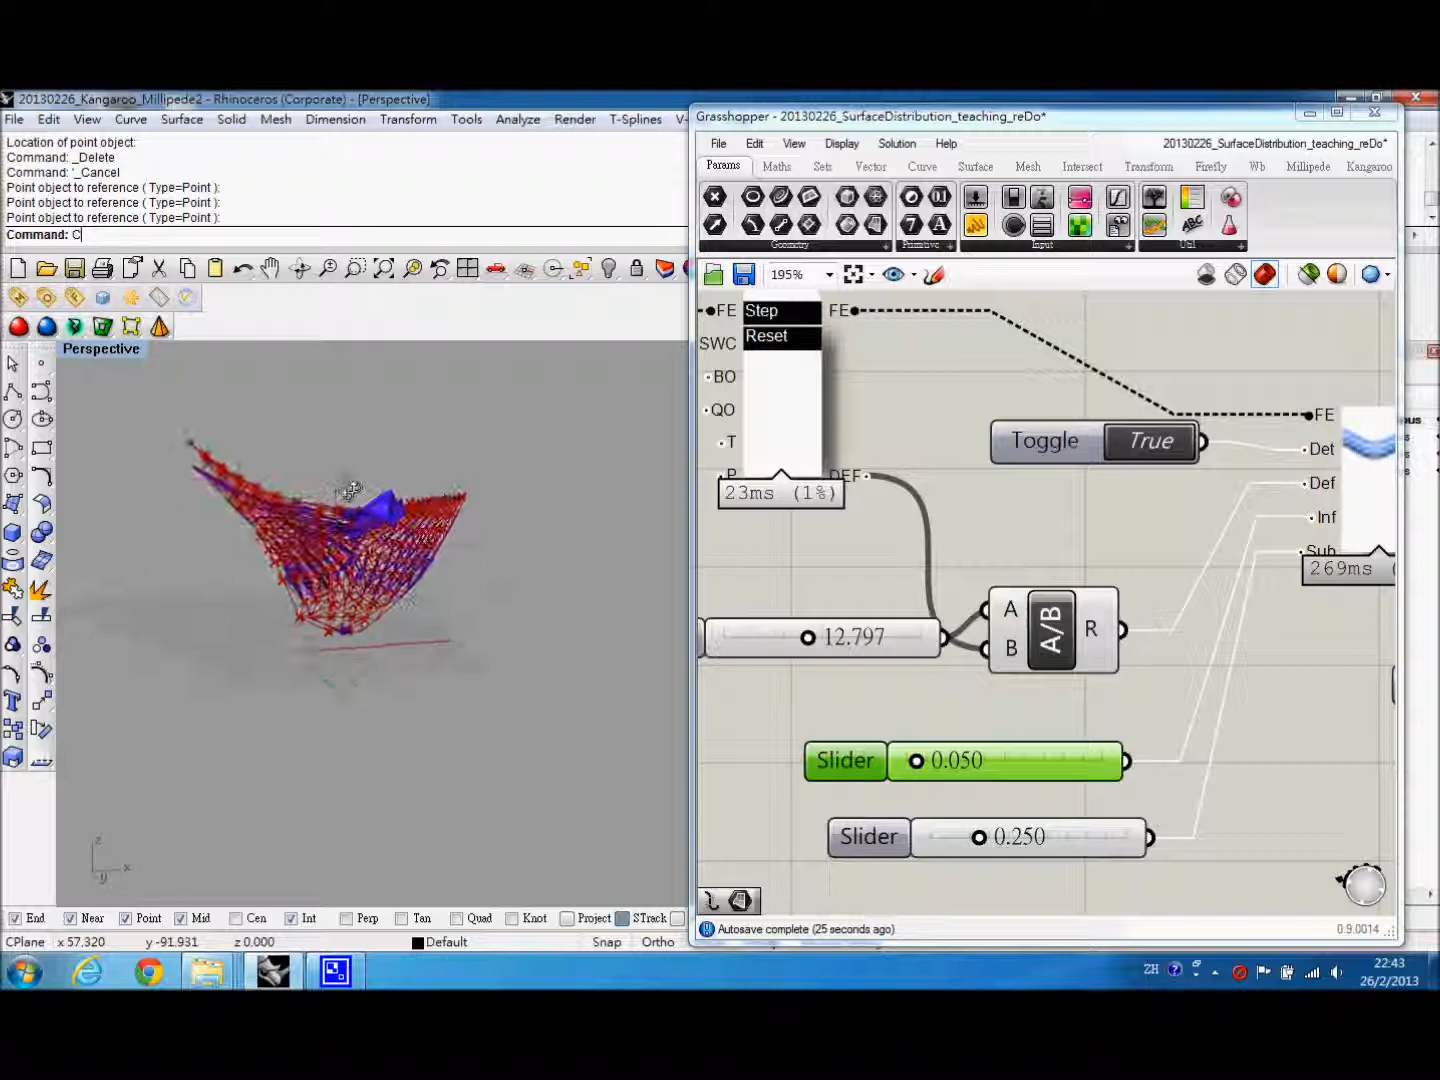 20130226_Kangaroo_Millipede2 - Rhinoceros (Corporate) - [Perspective]
File Edit View Curve Surface Solid Mesh Dimension Transform Tools Analyze Render T-Splines V-
Location of point object:
Command: _Delete
Command: '_Cancel
Point object to reference ( Type=Point ):
Point object to reference ( Type=Point ):
Point object to reference ( Type=Point ):
Command: C
Perspective
z
x
y
End Near Point Mid Cen Int Perp Tan Quad Knot Project STrack
CPlane x 57.320 y -91.931 z 0.000 Default Snap Ortho
Grasshopper - 20130226_SurfaceDistribution_teaching_reDo*
File Edit View Display Solution Help 20130226_SurfaceDistribution_teaching_reDo*
Params Maths Sets Vector Curve Surface Mesh Intersect Transform Firefly Wb Millipede Kangaroo
Geometry Primitive Input Util
195%
FE Step FE
SWC Reset
BO
QO
T
P DEF
23ms (1%)
Toggle True
FE
Det
Def
Inf
Sub
269ms (
12.797
A
B
A/B
R
Slider 0.050
Slider 0.250
Autosave complete (25 seconds ago) 0.9.0014
ZH
22:43
26/2/2013